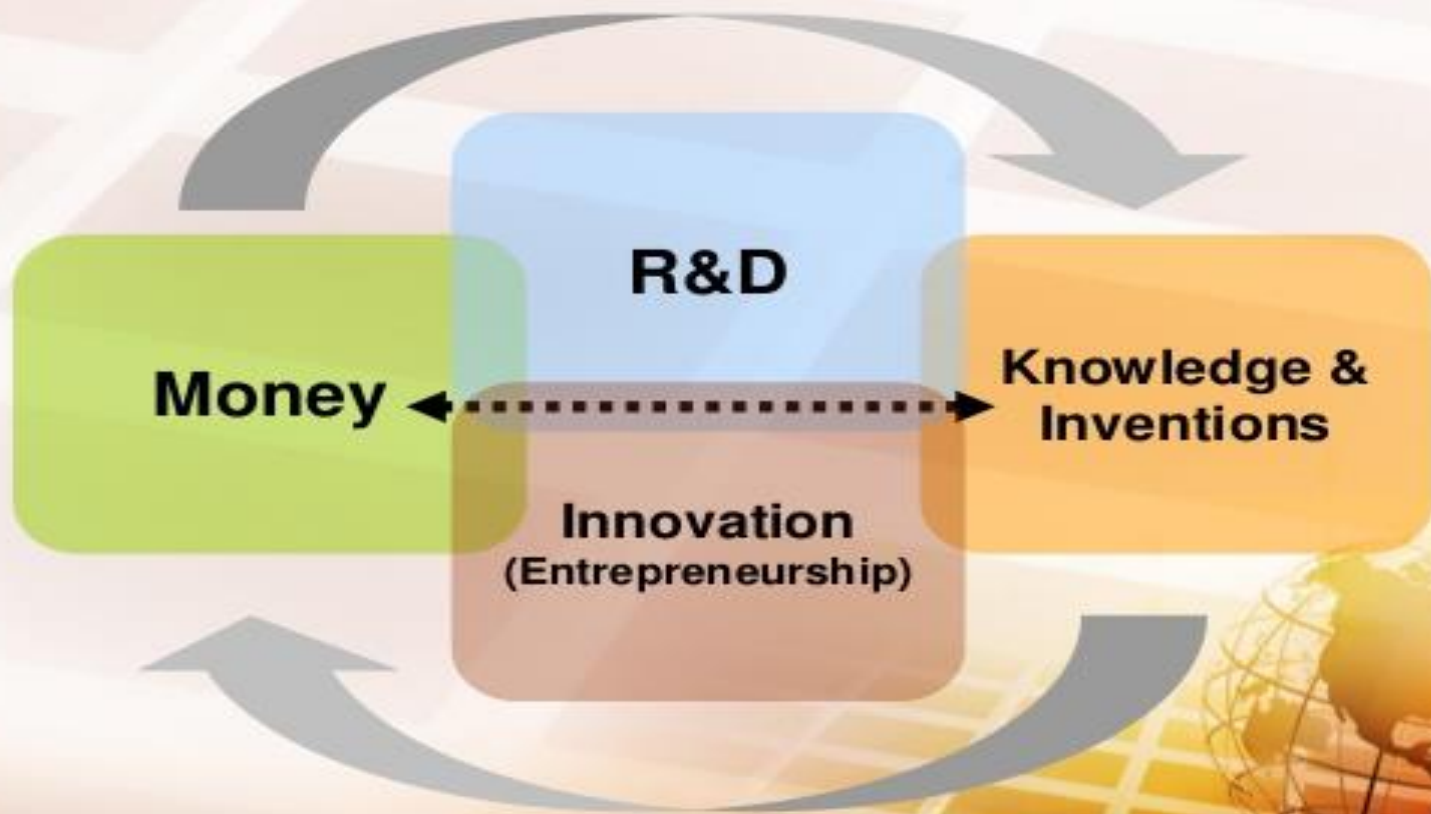 R&D
Money
Knowledge &
Inventions
Innovation
(Entrepreneurship)